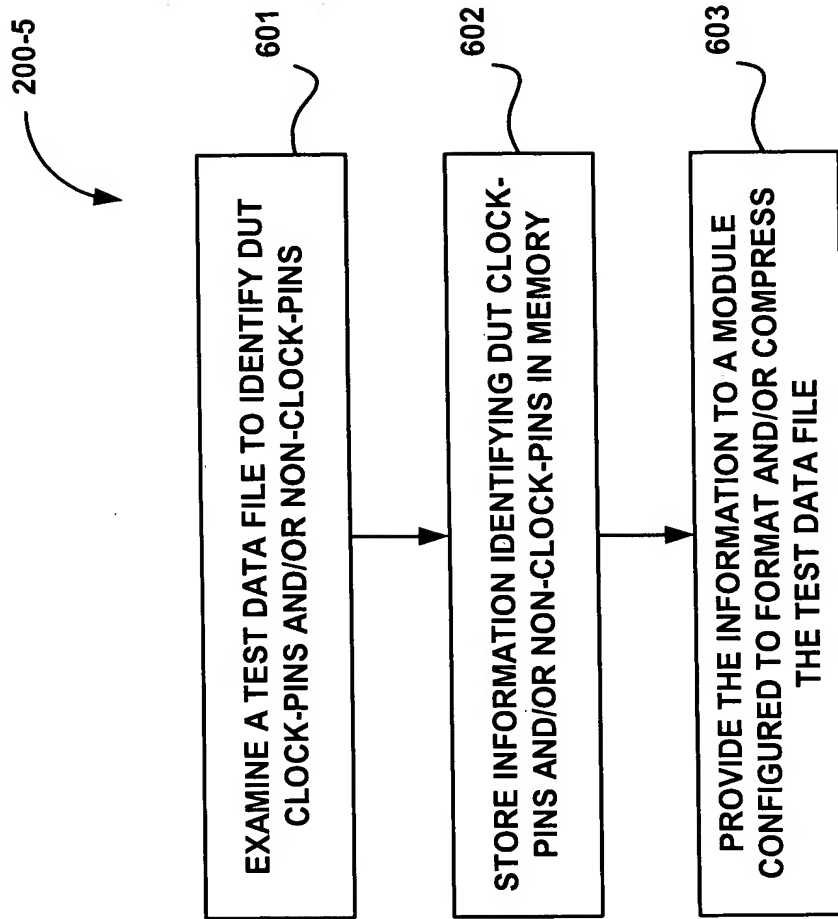 200-5
601
EXAMINE A TEST DATA FILE TO IDENTIFY DUT
CLOCK-PINS AND/OR NON-CLOCK-PINS
602
STORE INFORMATION IDENTIFYING DUT CLOCK-
PINS AND/OR NON-CLOCK-PINS IN MEMORY
603
PROVIDE THE INFORMATION TO A MODULE
CONFIGURED TO FORMAT AND/OR COMPRESS
THE TEST DATA FILE